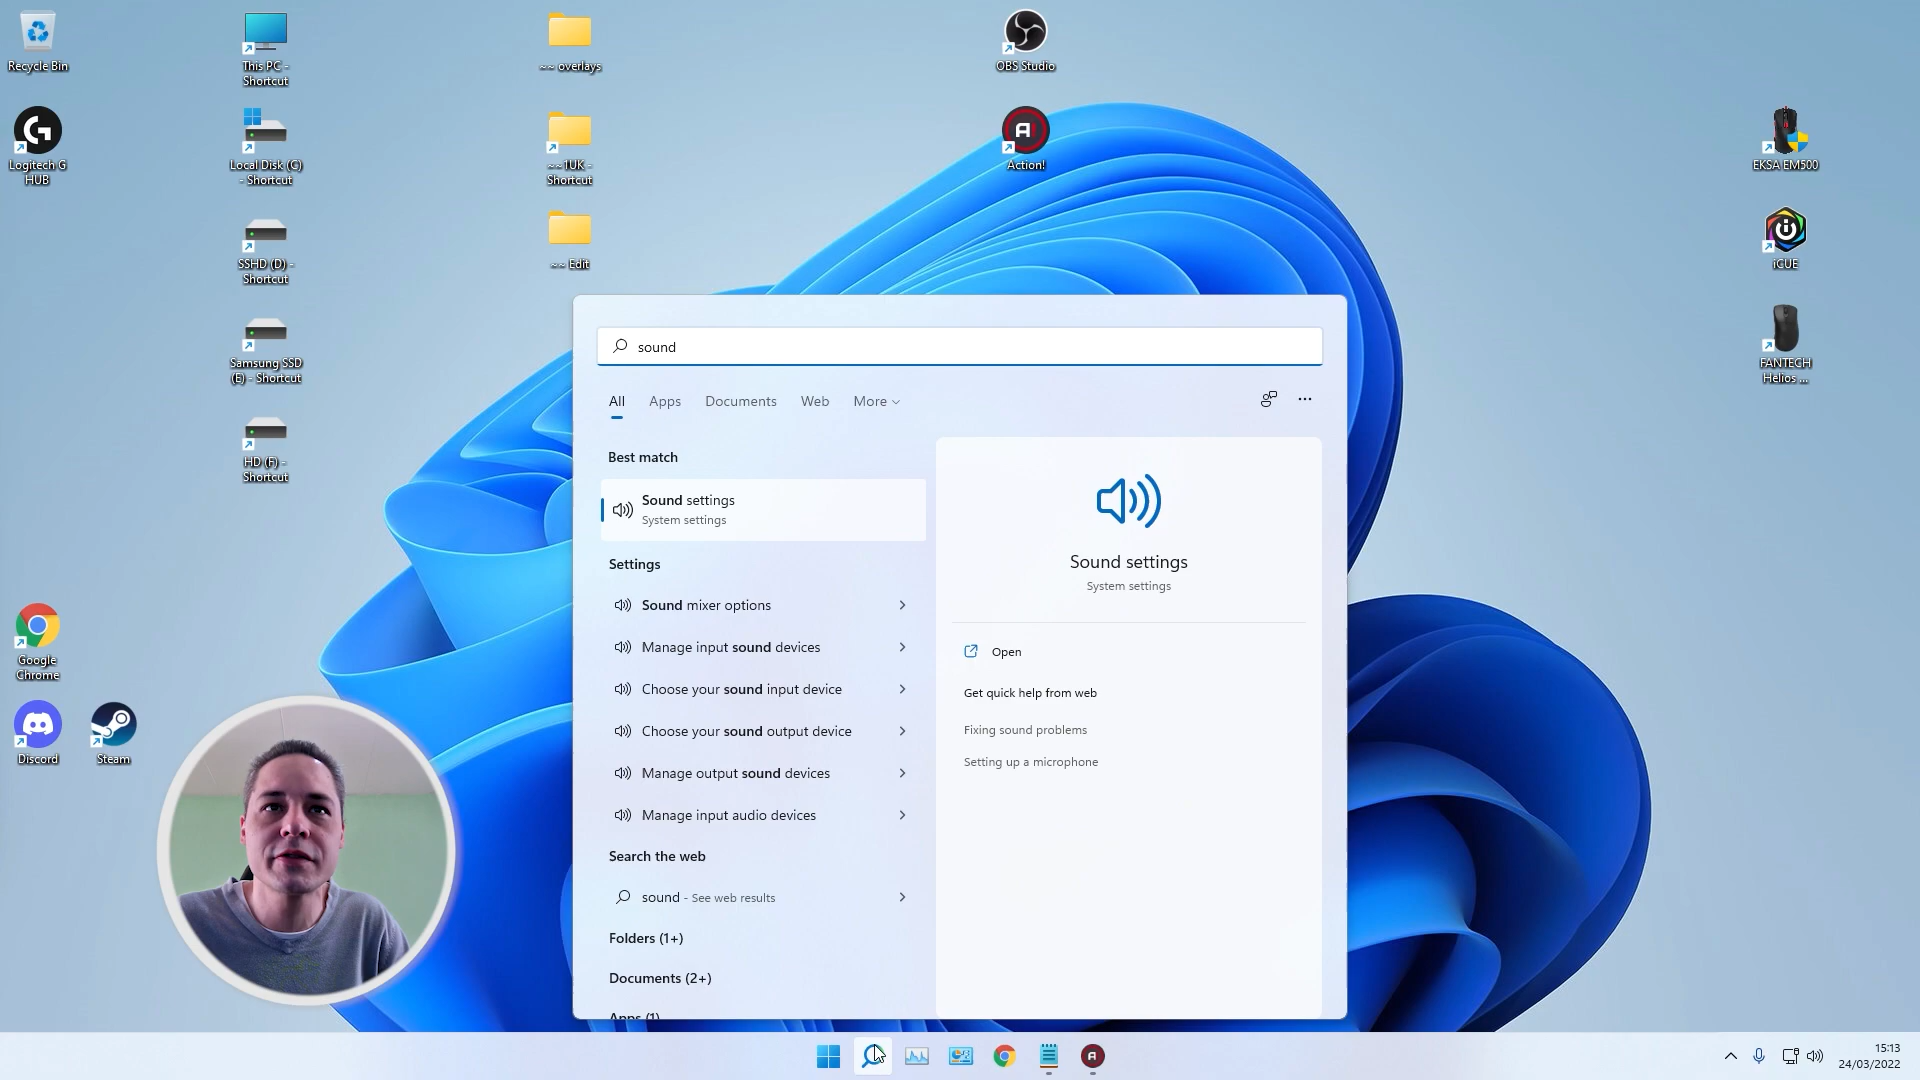 Recycle Bin
This PC -
Shortcut
~~ overlays
OBS Studio
Logitech G
HUB
Local Disk (C)
- Shortcut
~~1UK -
Shortcut
Action!
EKSA EM500
SSHD (D) -
Shortcut
~~ Edit
iCUE
Samsung SSD
(E) - Shortcut
FANTECH
Helios ...
HD (F) -
Shortcut
Google
Chrome
Discord
Steam
sound
All
Apps
Documents
Web
More
Best match
Sound settings
System settings
Settings
Sound mixer options
Manage input sound devices
Choose your sound input device
Choose your sound output device
Manage output sound devices
Manage input audio devices
Search the web
sound - See web results
Folders (1+)
Documents (2+)
Apps (1)
Sound settings
System settings
Open
Get quick help from web
Fixing sound problems
Setting up a microphone
15:13
24/03/2022